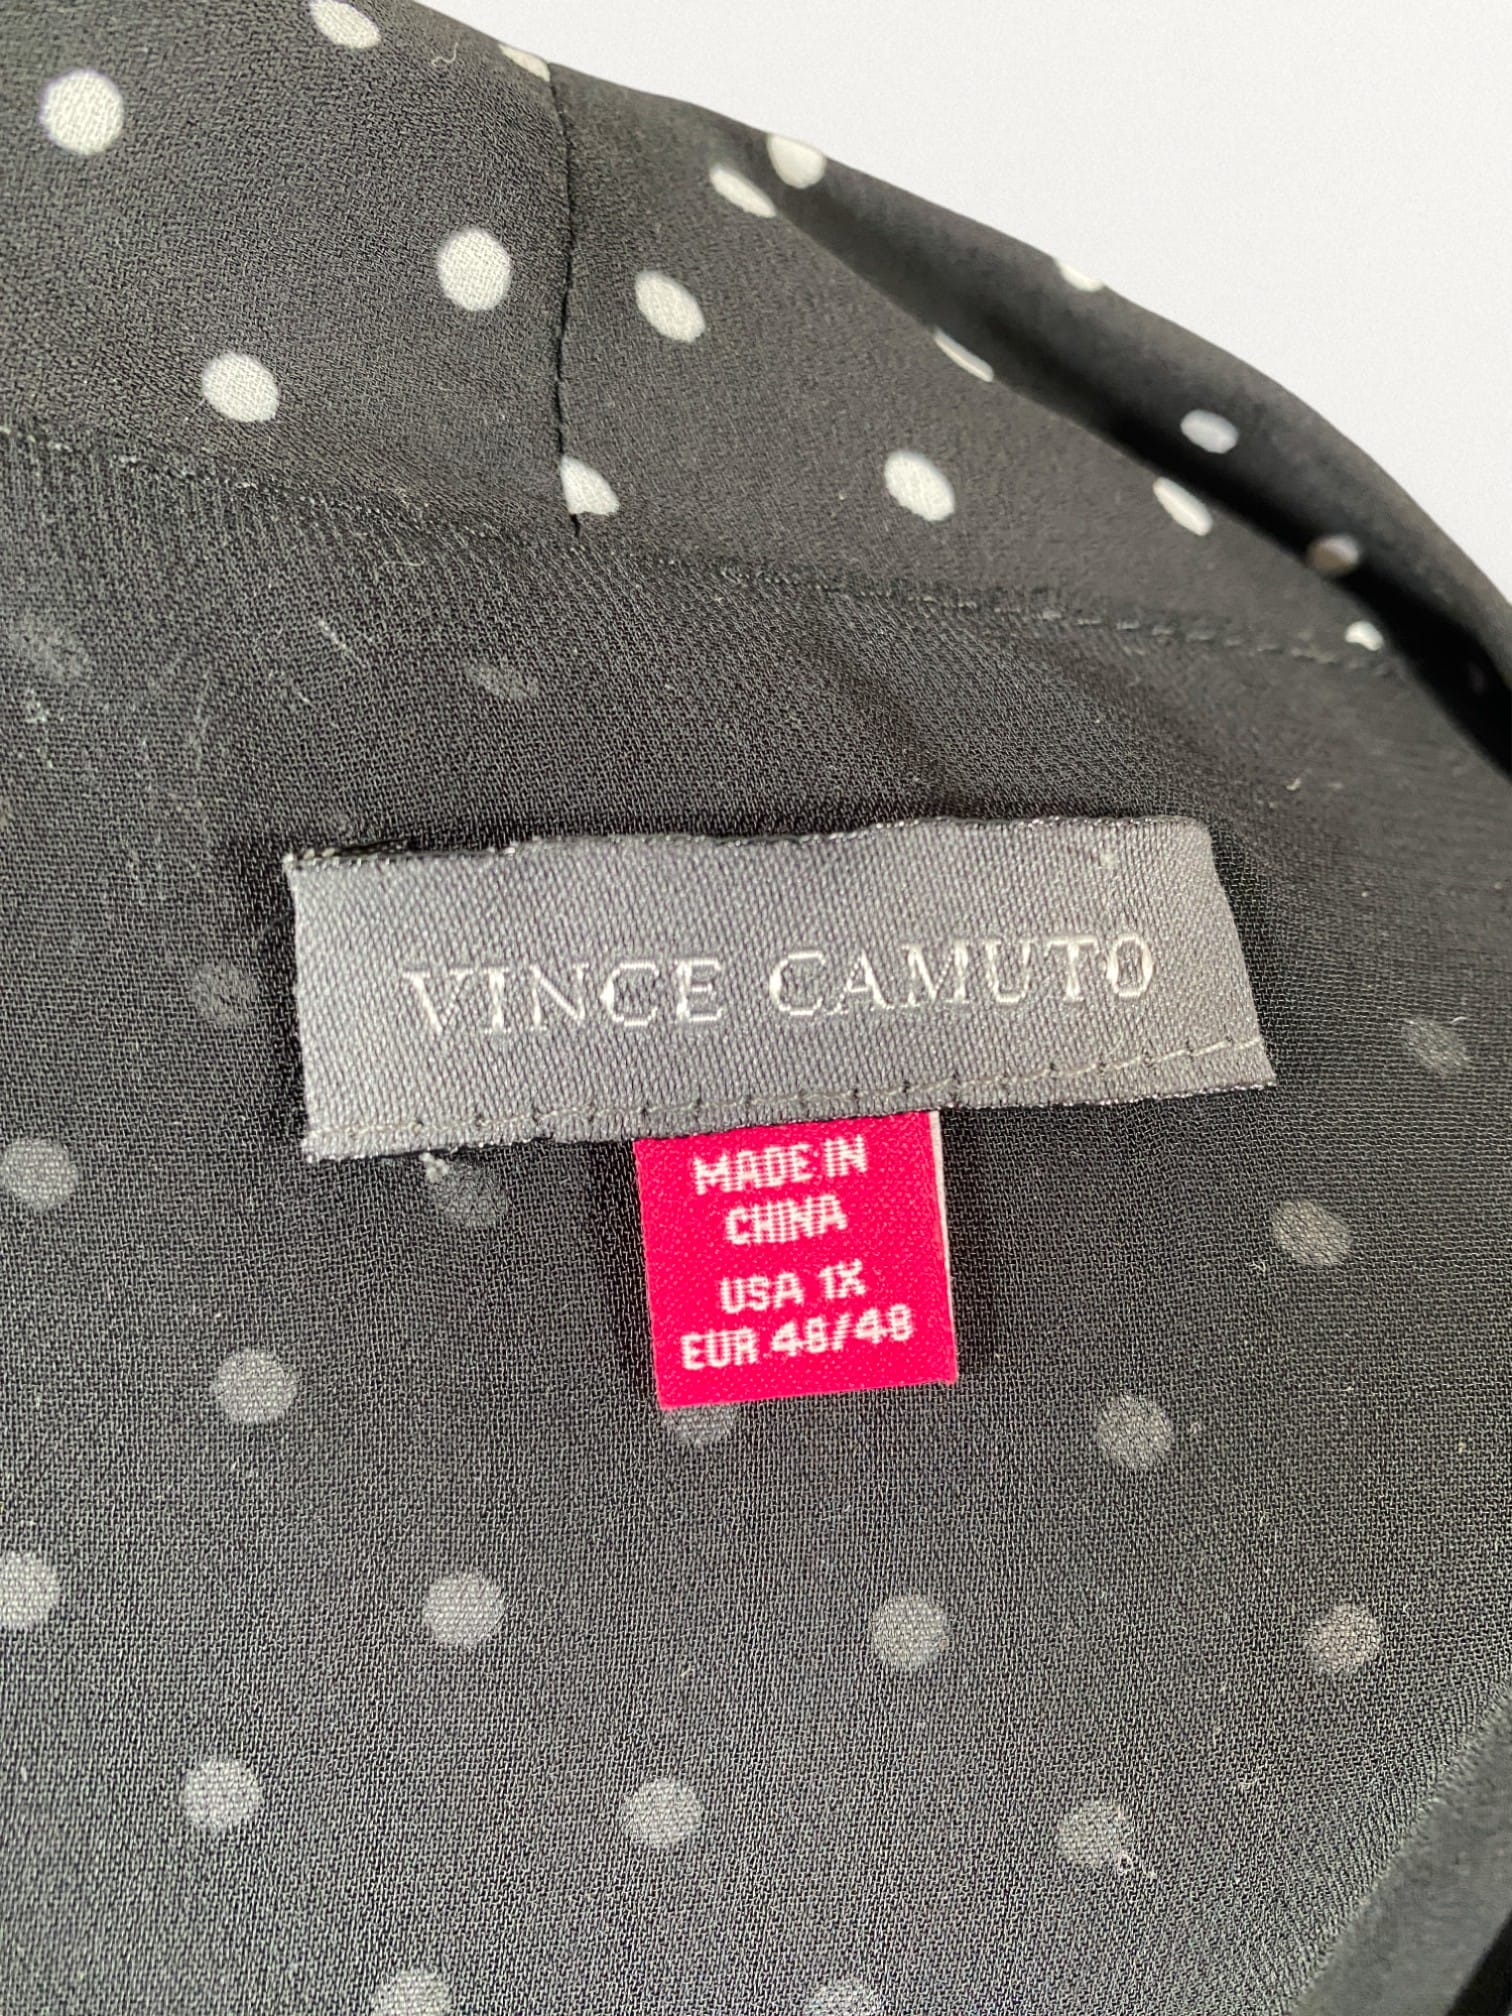 VINCE CAMUTO
MADE IN
CHINA
USA 1X
EUR 48/48